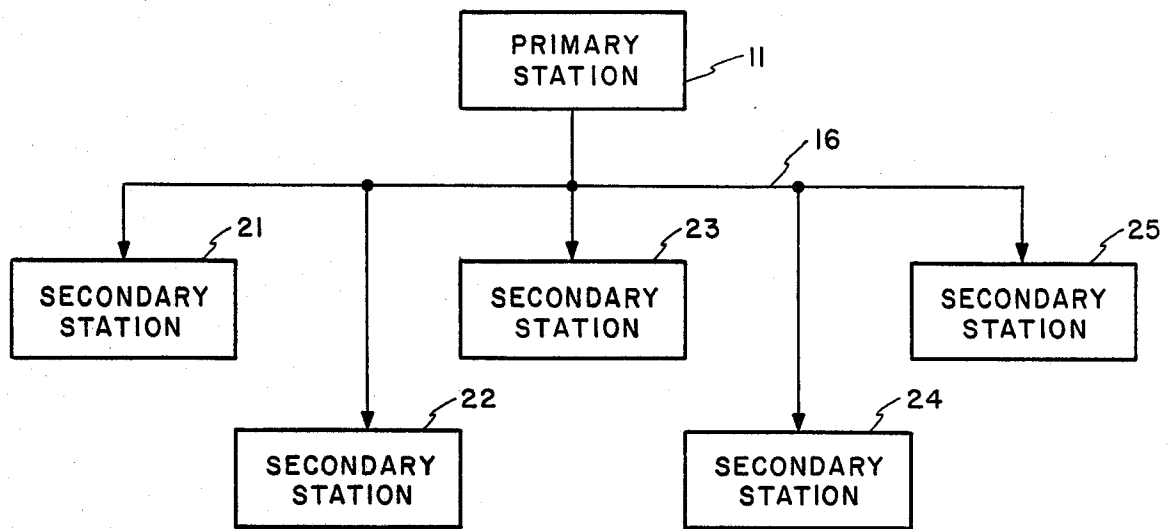 PRIMARY
STATION
11
16
21
SECONDARY
STATION
23
SECONDARY
STATION
25
SECONDARY
STATION
22
SECONDARY
STATION
24
SECONDARY
STATION